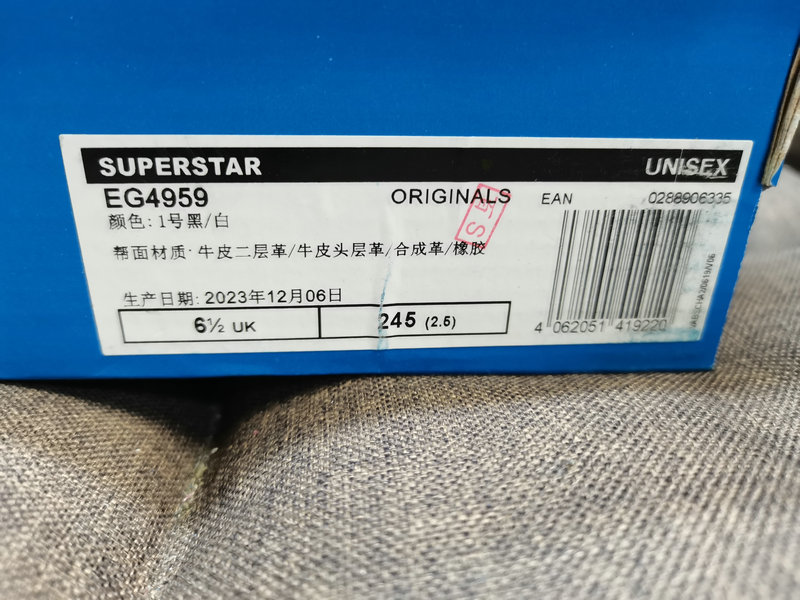 SUPERSTAR UNISEX
EG4959 ORIGINALS EAN 0288906335
颜色: 1号黑/白
帮面材质: 牛皮二层革/牛皮头层革/合成革/橡胶
生产日期: 2023年12月06日
6½ UK 245 (2.5)
4 062051 419220